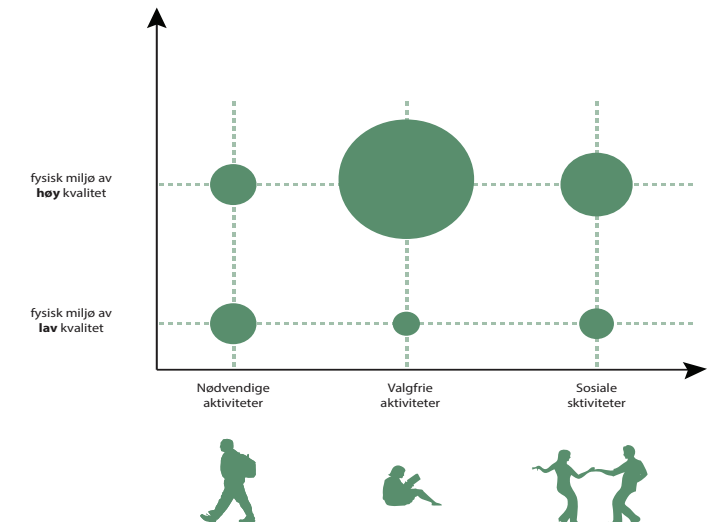 fysisk miljø av
høy kvalitet
fysisk miljø av
lav kvalitet
Nødvendige
aktiviteter
Valgfrie
aktiviteter
Sosiale
sktiviteter